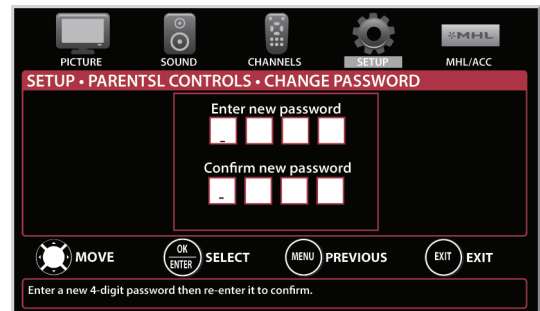 MHL
PICTURE SOUND CHANNELS SETUP MHL/ACC
SETUP • PARENTSL CONTROLS • CHANGE PASSWORD
Enter new password
-
Confirm new password
-
MOVE OK ENTER SELECT MENU PREVIOUS EXIT EXIT
Enter a new 4-digit password then re-enter it to confirm.